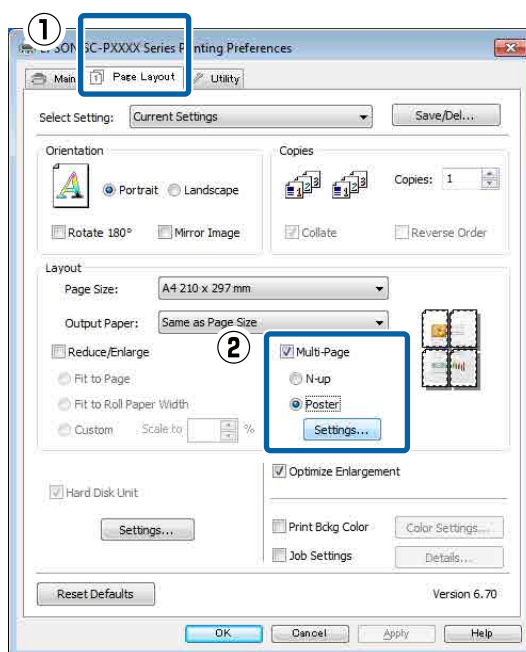 1
EPSON SC-PXXXX Series Printing Preferences
Main
Page Layout
Utility
Select Setting:
Current Settings
Save/Del...
Orientation
Copies
Portrait
Landscape
Copies:
1
Rotate 180°
Mirror Image
Collate
Reverse Order
Layout
Page Size:
A4 210 x 297 mm
Output Paper:
Same as Page Size
2
Reduce/Enlarge
Multi-Page
Fit to Page
N-up
Fit to Roll Paper Width
Poster
Custom
Scale to
%
Settings...
Optimize Enlargement
Hard Disk Unit
Settings...
Print Bckg Color
Color Settings...
Job Settings
Details...
Reset Defaults
Version 6.70
OK
Cancel
Apply
Help